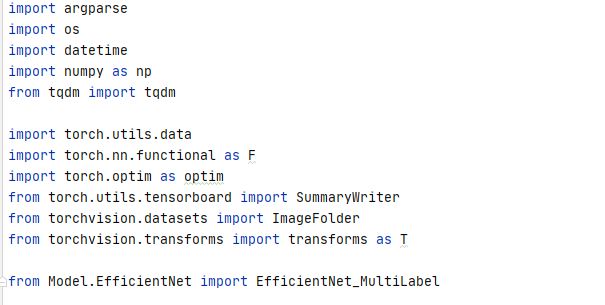 import argparse
import os
import datetime
import numpy as np
from tqdm import tqdm
import torch.utils.data
import torch.nn.functional as F
import torch.optim as optim
from torch.utils.tensorboard import SummaryWriter
from torchvision.datasets import ImageFolder
from torchvision.transforms import transforms as T
from Model.EfficientNet import EfficientNet_MultiLabel